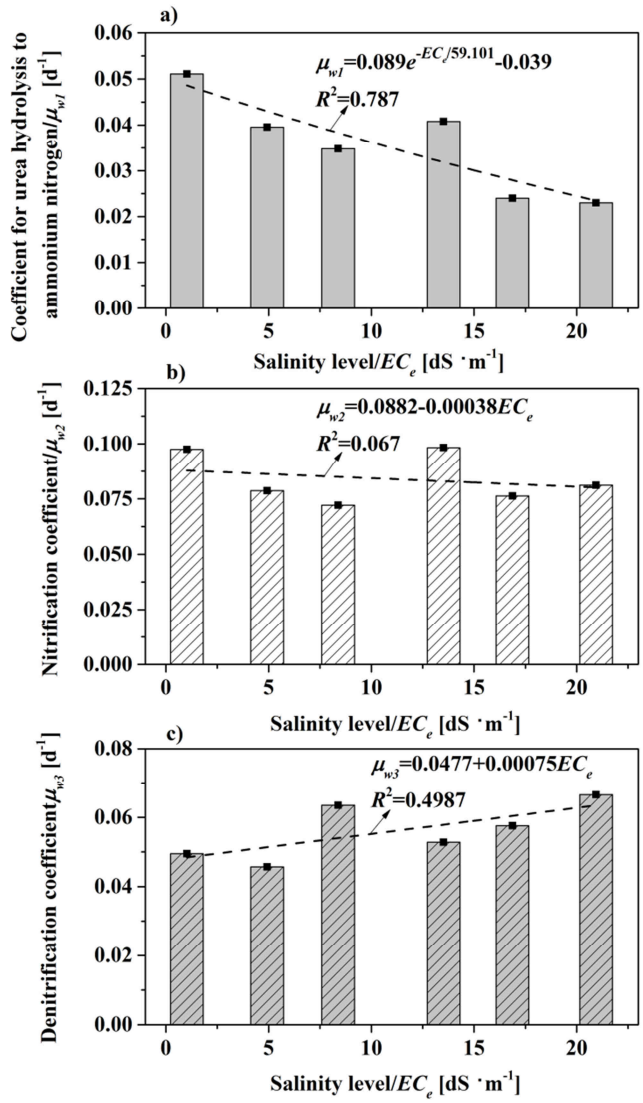 a)
Coefficient for urea hydrolysis to
ammonium nitrogen/μw1 [d-1]
0.06
0.05
0.04
0.03
0.02
0.01
0.00
μw1=0.089e-ECe/59.101-0.039
R2=0.787
0 5 10 15 20
Salinity level/ECe [dS·m-1]
b)
Nitrification coefficient/μw2 [d-1]
0.125
0.100
0.075
0.050
0.025
0.000
μw2=0.0882-0.00038ECe
R2=0.067
0 5 10 15 20
Salinity level/ECe [dS·m-1]
c)
Denitrification coefficientμw3 [d-1]
0.08
0.06
0.04
0.02
0.00
μw3=0.0477+0.00075ECe
R2=0.4987
0 5 10 15 20
Salinity level/ECe [dS·m-1]